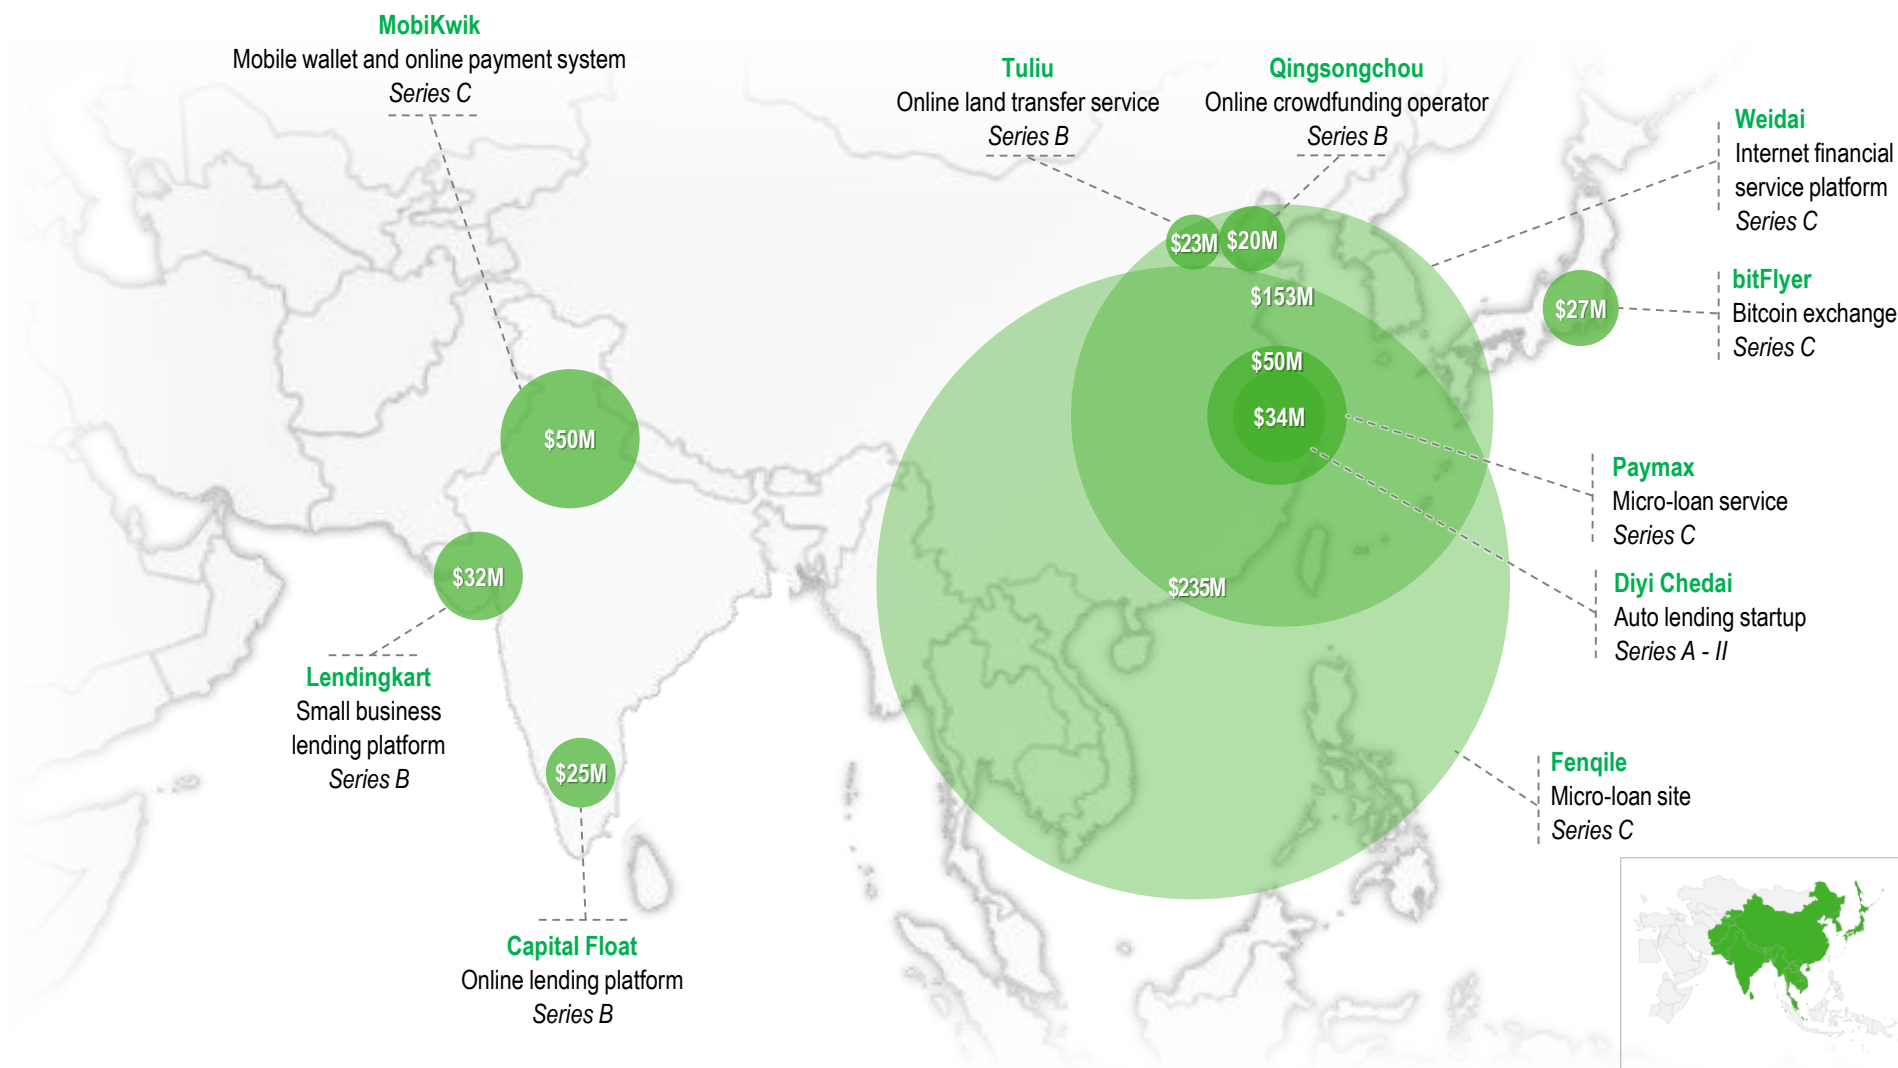 MobiKwik
Mobile wallet and online payment system
Series C
Tuliu
Online land transfer service
Series B
Qingsongchou
Online crowdfunding operator
Series B
Weidai
Internet financial
service platform
Series C
bitFlyer
Bitcoin exchange
Series C
$23M
$20M
$153M
$27M
$50M
$34M
$50M
$32M
$235M
$25M
Paymax
Micro-loan service
Series C
Diyi Chedai
Auto lending startup
Series A - II
Lendingkart
Small business
lending platform
Series B
Fenqile
Micro-loan site
Series C
Capital Float
Online lending platform
Series B